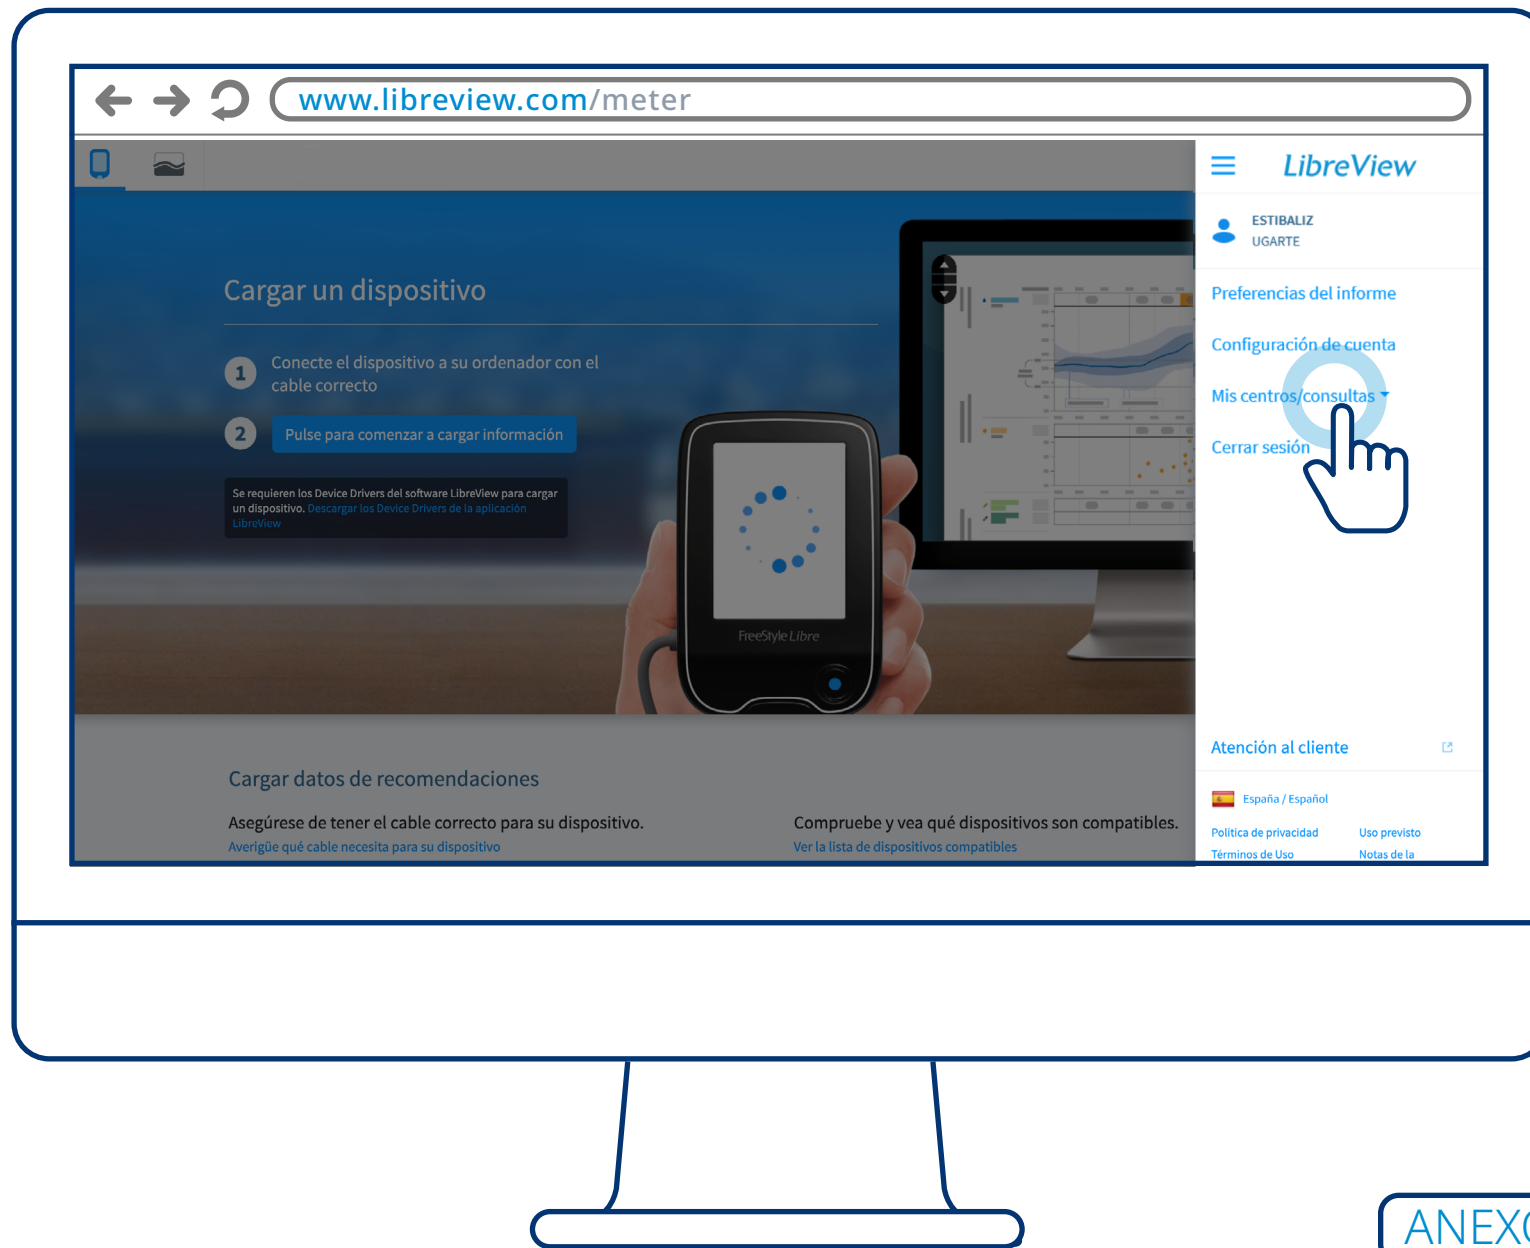 www.libreview.com/meter
LibreView
ESTIBALIZ
UGARTE
Preferencias del informe
Configuración de cuenta
Mis centros/consultas
Cerrar sesión
Cargar un dispositivo
1 Conecte el dispositivo a su ordenador con el
cable correcto
2 Pulse para comenzar a cargar información
Se requieren los Device Drivers del software LibreView para cargar
un dispositivo. Descargar los Device Drivers de la aplicación
LibreView
FreeStyle Libre
Atención al cliente
España / Español
Política de privacidad
Uso previsto
Términos de Uso
Notas de la
Cargar datos de recomendaciones
Asegúrese de tener el cable correcto para su dispositivo.
Averigüe qué cable necesita para su dispositivo
Compruebe y vea qué dispositivos son compatibles.
Ver la lista de dispositivos compatibles
ANEXO